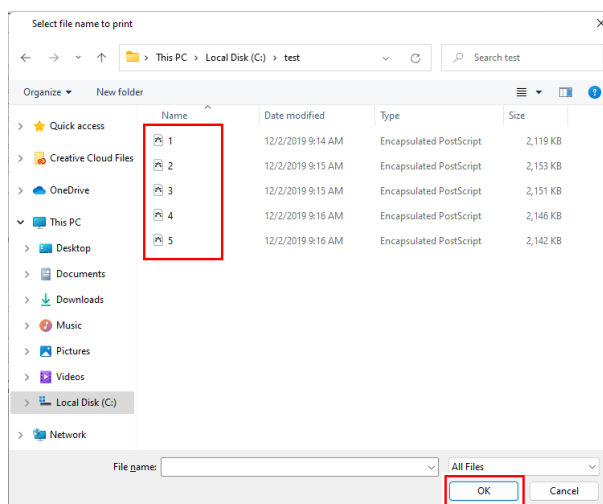 Select file name to print
This PC > Local Disk (C:) > test
Search test
Organize
New folder
Name Date modified Type Size
Quick access
Creative Cloud Files
OneDrive
This PC
Desktop
Documents
Downloads
Music
Pictures
Videos
Local Disk (C:)
Network
1 12/2/2019 9:14 AM Encapsulated PostScript 2,119 KB
2 12/2/2019 9:15 AM Encapsulated PostScript 2,153 KB
3 12/2/2019 9:15 AM Encapsulated PostScript 2,151 KB
4 12/2/2019 9:16 AM Encapsulated PostScript 2,146 KB
5 12/2/2019 9:16 AM Encapsulated PostScript 2,142 KB
File name:
All Files
OK
Cancel